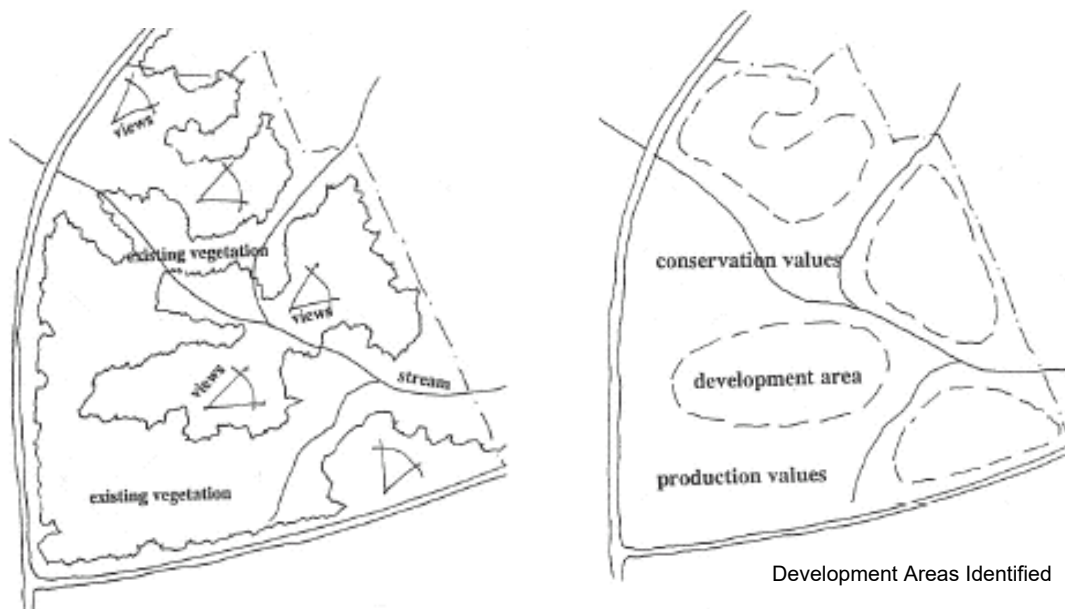 views
existing vegetation
views
views
stream
existing vegetation
conservation values
development area
production values
Development Areas Identified